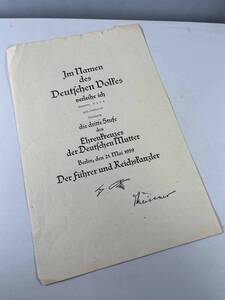 Im Namen
des
Deutschen Volkes
verleihe ich
die dritte Stufe
des
Ehrenkreuzes
der Deutschen Mutter
Berlin, den 21. Mai 1939
Der Führer und Reichskanzler
Meissner